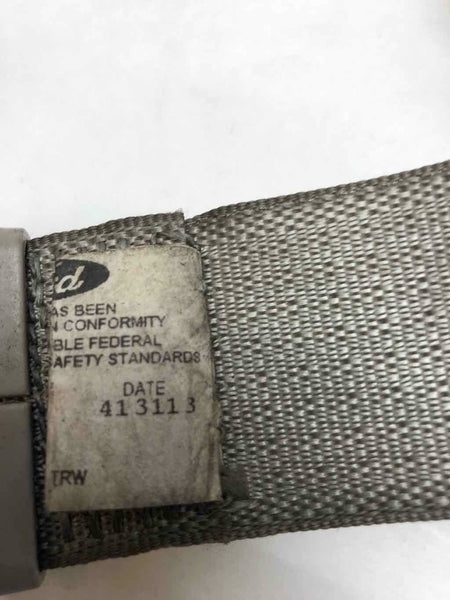 d
AS BEEN
N CONFORMITY
BLE FEDERAL
AFETY STANDARDS
DATE
413113
TRW